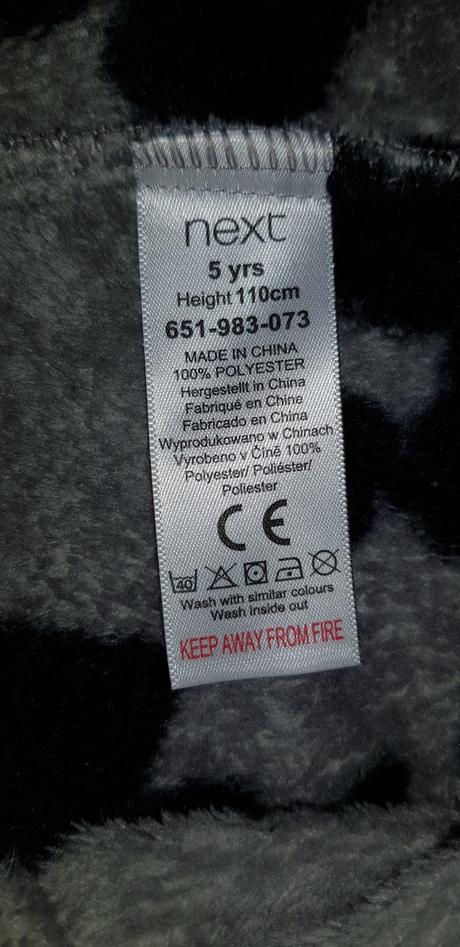 next
5 yrs
Height 110cm
651-983-073
MADE IN CHINA
100% POLYESTER
Hergestellt in China
Fabriqué en Chine
Fabricado en China
Wyprodukowano w Chinach
Vyrobeno v Číně 100%
Polyester/ Poliéster/
Poliester
CE
40
Wash with similar colours
Wash inside out
KEEP AWAY FROM FIRE